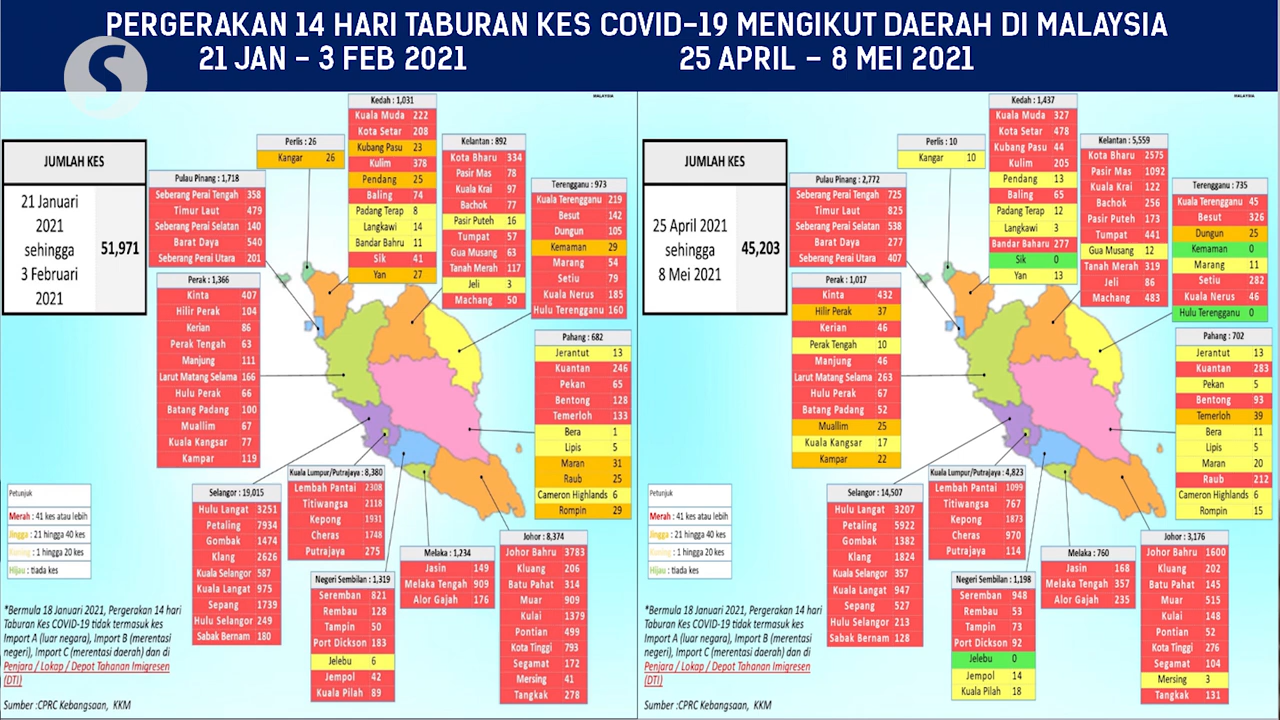 PERGERAKAN 14 HARI TABURAN KES COVID-19 MENGIKUT DAERAH DI MALAYSIA
21 JAN - 3 FEB 2021
25 APRIL - 8 MEI 2021
S
MALAYSIA
JUMLAH KES
21 Januari
2021
sehingga
3 Februari
2021
51,971
Perlis : 26
Kangar 26
Kedah : 1,031
Kuala Muda 222
Kota Setar 208
Kubang Pasu 23
Kulim 378
Pendang 25
Baling 74
Padang Terap 8
Langkawi 14
Bandar Bahru 11
Sik 41
Yan 27
Kelantan : 892
Kota Bharu 334
Pasir Mas 78
Kuala Krai 97
Bachok 77
Pasir Puteh 16
Tumpat 57
Gua Musang 63
Tanah Merah 117
Jeli 3
Machang 50
Pulau Pinang : 1,718
Seberang Perai Tengah 358
Timur Laut 479
Seberang Perai Selatan 140
Barat Daya 540
Seberang Perai Utara 201
Terengganu : 973
Kuala Terengganu 219
Besut 142
Dungun 105
Kemaman 29
Marang 54
Setiu 79
Kuala Nerus 185
Hulu Terengganu 160
Perak : 1,366
Kinta 407
Hilir Perak 104
Kerian 86
Perak Tengah 63
Manjung 111
Larut Matang Selama 166
Hulu Perak 66
Batang Padang 100
Muallim 67
Kuala Kangsar 77
Kampar 119
Pahang : 682
Jerantut 13
Kuantan 246
Pekan 65
Bentong 128
Temerloh 133
Bera 1
Lipis 5
Maran 31
Raub 25
Cameron Highlands 6
Rompin 29
Kuala Lumpur/Putrajaya : 8,380
Lembah Pantai 2308
Titiwangsa 2118
Kepong 1931
Cheras 1748
Putrajaya 275
Selangor : 19,015
Hulu Langat 3251
Petaling 7934
Gombak 1474
Klang 2626
Kuala Selangor 587
Kuala Langat 975
Sepang 1739
Hulu Selangor 249
Sabak Bernam 180
Negeri Sembilan : 1,319
Seremban 821
Rembau 128
Tampin 50
Port Dickson 183
Jelebu 6
Jempol 42
Kuala Pilah 89
Melaka : 1,234
Jasin 149
Melaka Tengah 909
Alor Gajah 176
Johor : 8,374
Johor Bahru 3783
Kluang 206
Batu Pahat 314
Muar 909
Kulai 1379
Pontian 499
Kota Tinggi 793
Segamat 172
Mersing 41
Tangkak 278
Petunjuk
Merah : 41 kes atau lebih
Jingga : 21 hingga 40 kes
Kuning : 1 hingga 20 kes
Hijau : tiada kes
*Bermula 18 Januari 2021, Pergerakan 14 hari
Taburan Kes COVID-19 tidak termasuk kes
Import A (luar negara), Import B (merentasi
negeri), Import C (merentasi daerah) dan di
Penjara / Lokap / Depot Tahanan Imigresen
(DTI)
Sumber :CPRC Kebangsaan, KKM
MALAYSIA
JUMLAH KES
25 April 2021
sehingga
8 Mei 2021
45,203
Perlis : 10
Kangar 10
Kedah : 1,437
Kuala Muda 327
Kota Setar 478
Kubang Pasu 44
Kulim 205
Pendang 13
Baling 65
Padang Terap 12
Langkawi 3
Bandar Baharu 277
Sik 0
Yan 13
Kelantan : 5,559
Kota Bharu 2575
Pasir Mas 1092
Kuala Krai 122
Bachok 256
Pasir Puteh 173
Tumpat 441
Gua Musang 12
Tanah Merah 319
Jeli 86
Machang 483
Pulau Pinang : 2,772
Seberang Perai Tengah 725
Timur Laut 825
Seberang Perai Selatan 538
Barat Daya 277
Seberang Perai Utara 407
Terengganu : 735
Kuala Terengganu 45
Besut 326
Dungun 25
Kemaman 0
Marang 11
Setiu 282
Kuala Nerus 46
Hulu Terengganu 0
Perak : 1,017
Kinta 432
Hilir Perak 37
Kerian 46
Perak Tengah 10
Manjung 46
Larut Matang Selama 263
Hulu Perak 67
Batang Padang 52
Muallim 25
Kuala Kangsar 17
Kampar 22
Pahang : 702
Jerantut 13
Kuantan 283
Pekan 5
Bentong 93
Temerloh 39
Bera 11
Lipis 5
Maran 20
Raub 212
Cameron Highlands 6
Rompin 15
Kuala Lumpur/Putrajaya : 4,823
Lembah Pantai 1099
Titiwangsa 767
Kepong 1873
Cheras 970
Putrajaya 114
Selangor : 14,507
Hulu Langat 3207
Petaling 5922
Gombak 1382
Klang 1824
Kuala Selangor 357
Kuala Langat 947
Sepang 527
Hulu Selangor 213
Sabak Bernam 128
Negeri Sembilan : 1,198
Seremban 948
Rembau 53
Tampin 73
Port Dickson 92
Jelebu 0
Jempol 14
Kuala Pilah 18
Melaka : 760
Jasin 168
Melaka Tengah 357
Alor Gajah 235
Johor : 3,176
Johor Bahru 1600
Kluang 202
Batu Pahat 145
Muar 515
Kulai 148
Pontian 52
Kota Tinggi 276
Segamat 104
Mersing 3
Tangkak 131
Petunjuk
Merah : 41 kes atau lebih
Jingga : 21 hingga 40 kes
Kuning : 1 hingga 20 kes
Hijau : tiada kes
*Bermula 18 Januari 2021, Pergerakan 14 hari
Taburan Kes COVID-19 tidak termasuk kes
Import A (luar negara), Import B (merentasi
negeri), Import C (merentasi daerah) dan di
Penjara / Lokap / Depot Tahanan Imigresen
(DTI)
Sumber :CPRC Kebangsaan, KKM